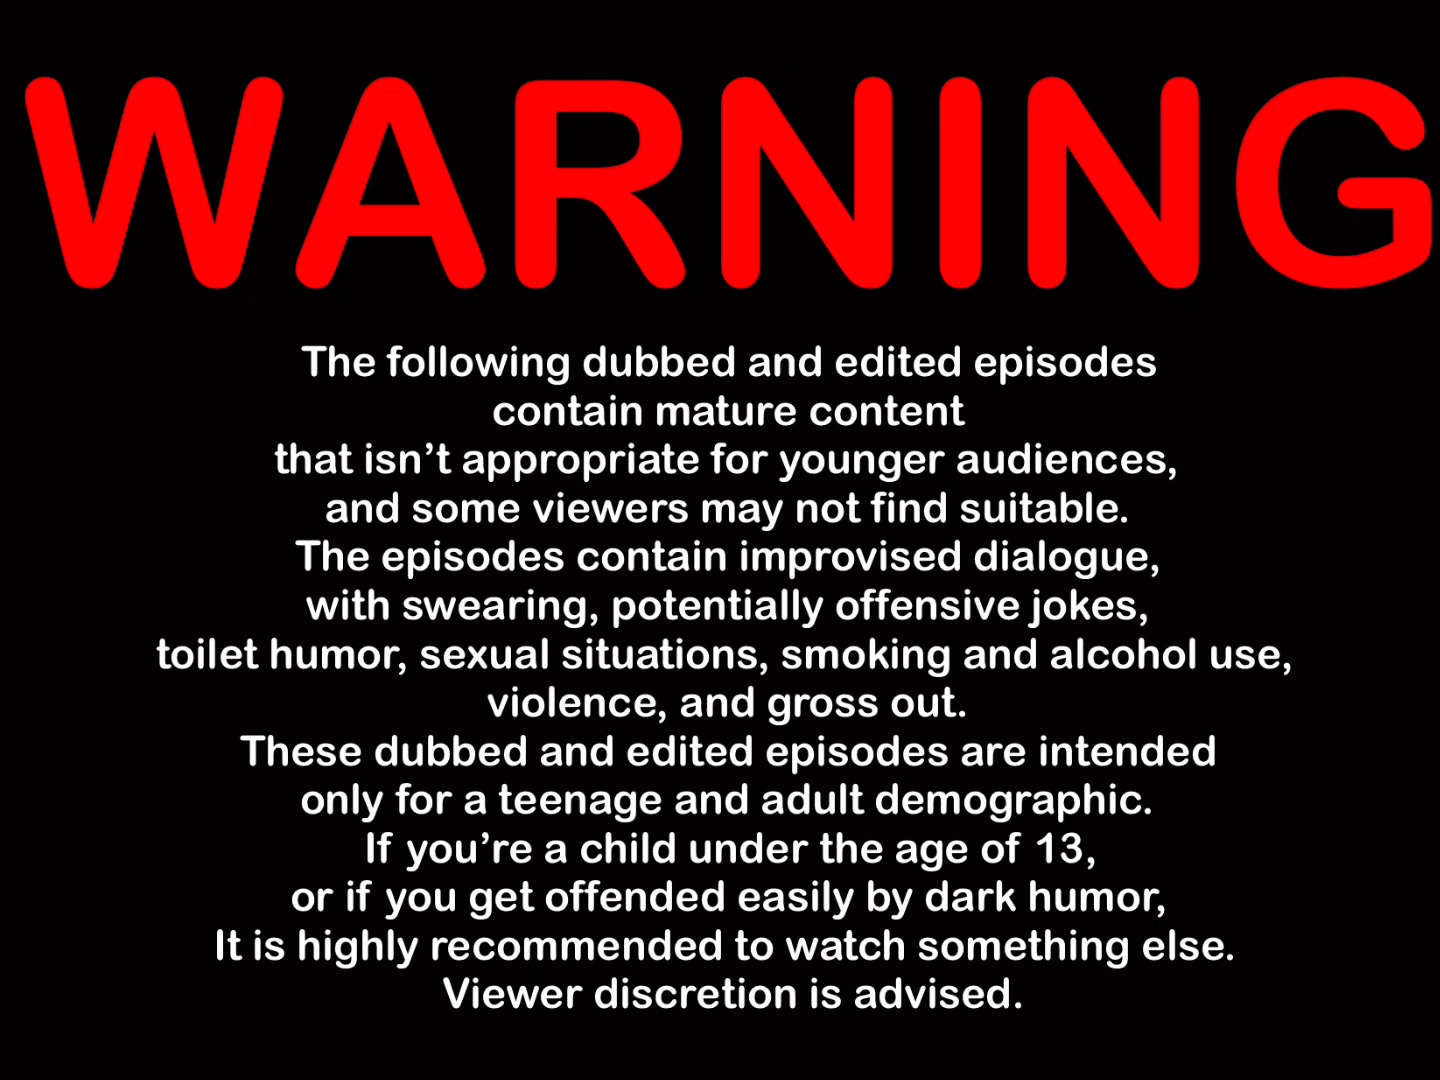 WARNING
The following dubbed and edited episodes
contain mature content
that isn’t appropriate for younger audiences,
and some viewers may not find suitable.
The episodes contain improvised dialogue,
with swearing, potentially offensive jokes,
toilet humor, sexual situations, smoking and alcohol use,
violence, and gross out.
These dubbed and edited episodes are intended
only for a teenage and adult demographic.
If you’re a child under the age of 13,
or if you get offended easily by dark humor,
It is highly recommended to watch something else.
Viewer discretion is advised.